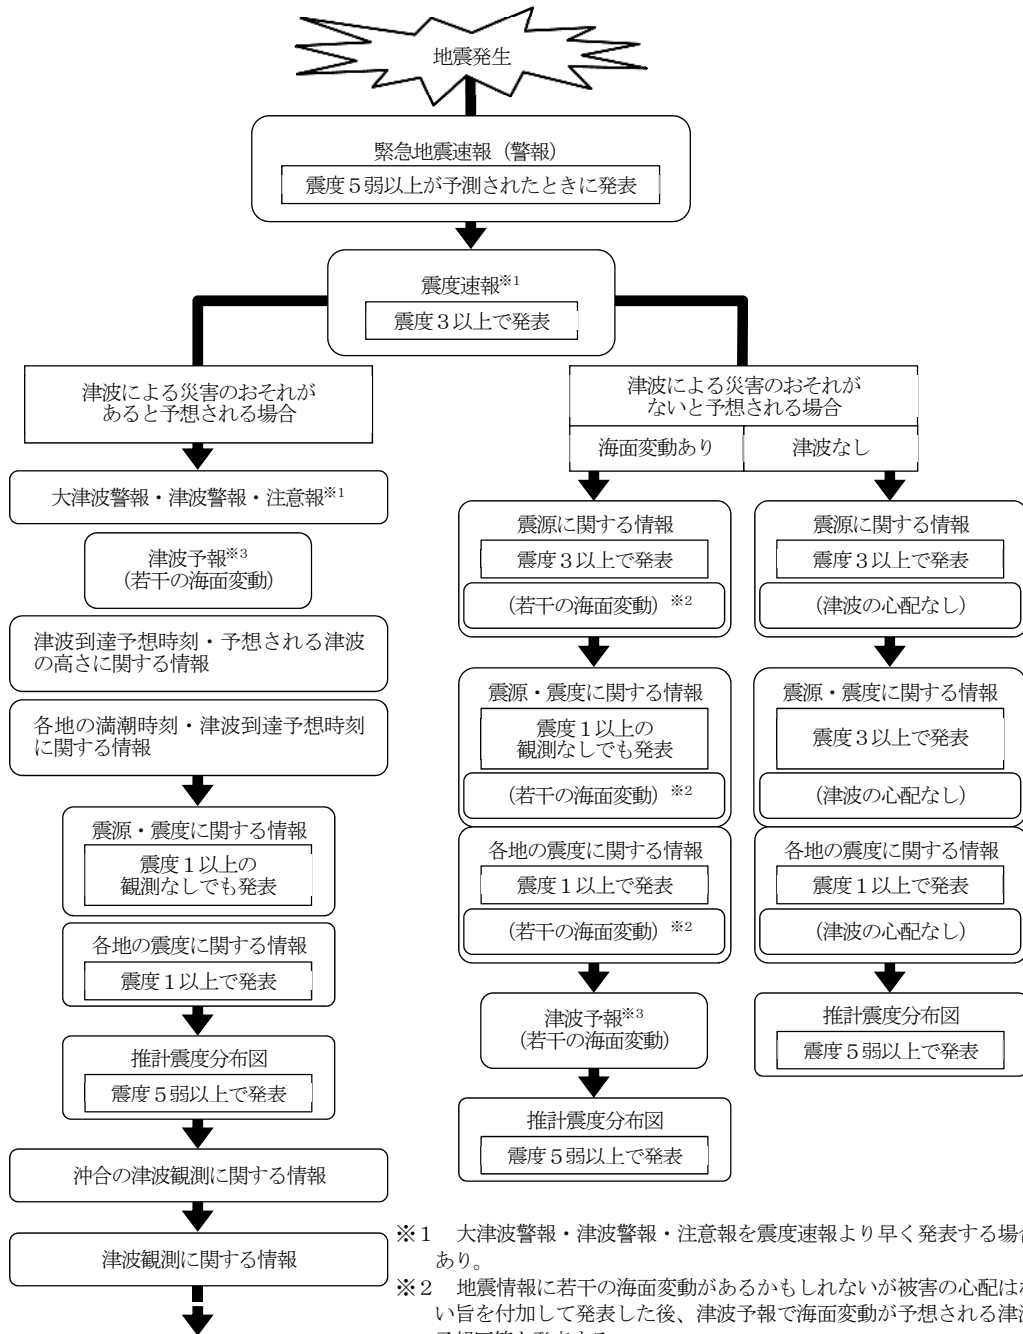 地震発生
緊急地震速報（警報）
震度５弱以上が予測されたときに発表
震度速報※1
震度３以上で発表
津波による災害のおそれが
あると予想される場合
大津波警報・津波警報・注意報※1
津波予報※3
（若干の海面変動）
津波到達予想時刻・予想される津波
の高さに関する情報
各地の満潮時刻・津波到達予想時刻
に関する情報
震源・震度に関する情報
震度１以上の
観測なしでも発表
各地の震度に関する情報
震度１以上で発表
推計震度分布図
震度５弱以上で発表
沖合の津波観測に関する情報
津波観測に関する情報
津波による災害のおそれが
ないと予想される場合
海面変動あり
津波なし
震源に関する情報
震度３以上で発表
（若干の海面変動）※2
震源・震度に関する情報
震度１以上の
観測なしでも発表
（若干の海面変動）※2
各地の震度に関する情報
震度１以上で発表
（若干の海面変動）※2
津波予報※3
（若干の海面変動）
推計震度分布図
震度５弱以上で発表
震源に関する情報
震度３以上で発表
（津波の心配なし）
震源・震度に関する情報
震度３以上で発表
（津波の心配なし）
各地の震度に関する情報
震度１以上で発表
（津波の心配なし）
推計震度分布図
震度５弱以上で発表
※１　大津波警報・津波警報・注意報を震度速報より早く発表する場
あり。
※２　地震情報に若干の海面変動があるかもしれないが被害の心配は
い旨を付加して発表した後、津波予報で海面変動が予想される津